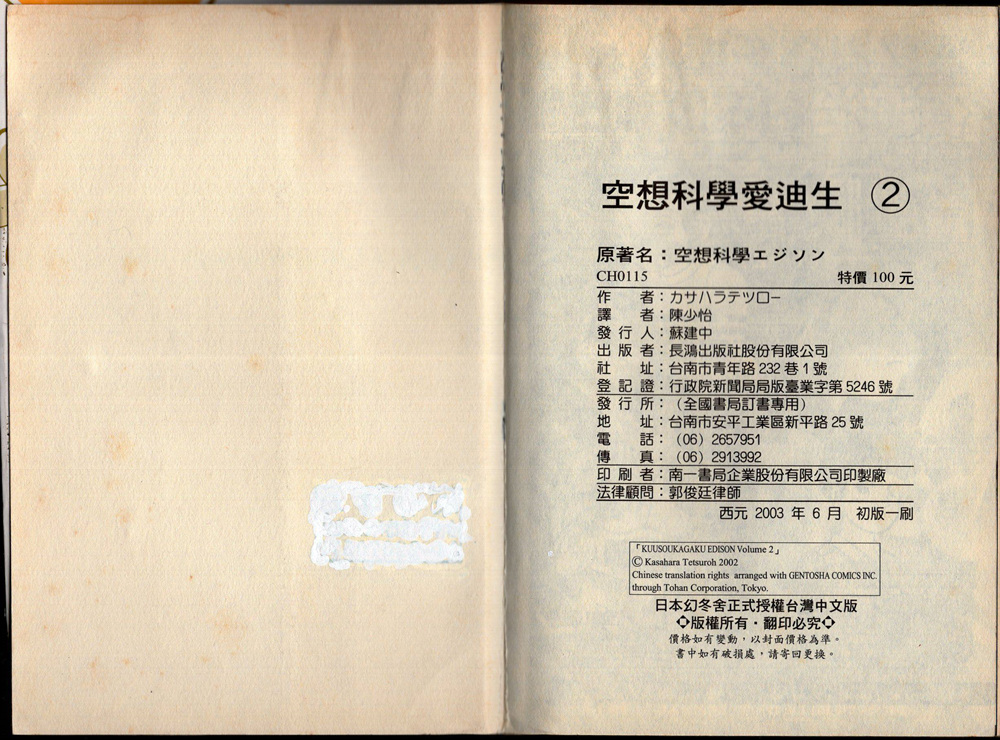 空想科學愛迪生 ②
原著名：空想科學エジソン
CH0115 特價 100 元
作者：カサハラテツロー
譯者：陳少怡
發行人：蘇建中
出版者：長鴻出版社股份有限公司
社址：台南市青年路 232 巷 1 號
登記證：行政院新聞局局版臺業字第 5246 號
發行所：（全國書局訂書專用）
地址：台南市安平工業區新平路 25 號
電話：（06）2657951
傳真：（06）2913992
印刷者：南一書局企業股份有限公司印製廠
法律顧問：郭俊廷律師
西元 2003 年 6 月 初版一刷
「KUUSOUKAGAKU EDISON Volume 2」
© Kasahara Tetsuroh 2002
Chinese translation rights arranged with GENTOSHA COMICS INC.
through Tohan Corporation, Tokyo.
日本幻冬舍正式授權台灣中文版
◇版權所有・翻印必究◇
價格如有變動，以封面價格為準。
書中如有破損處，請寄回更換。